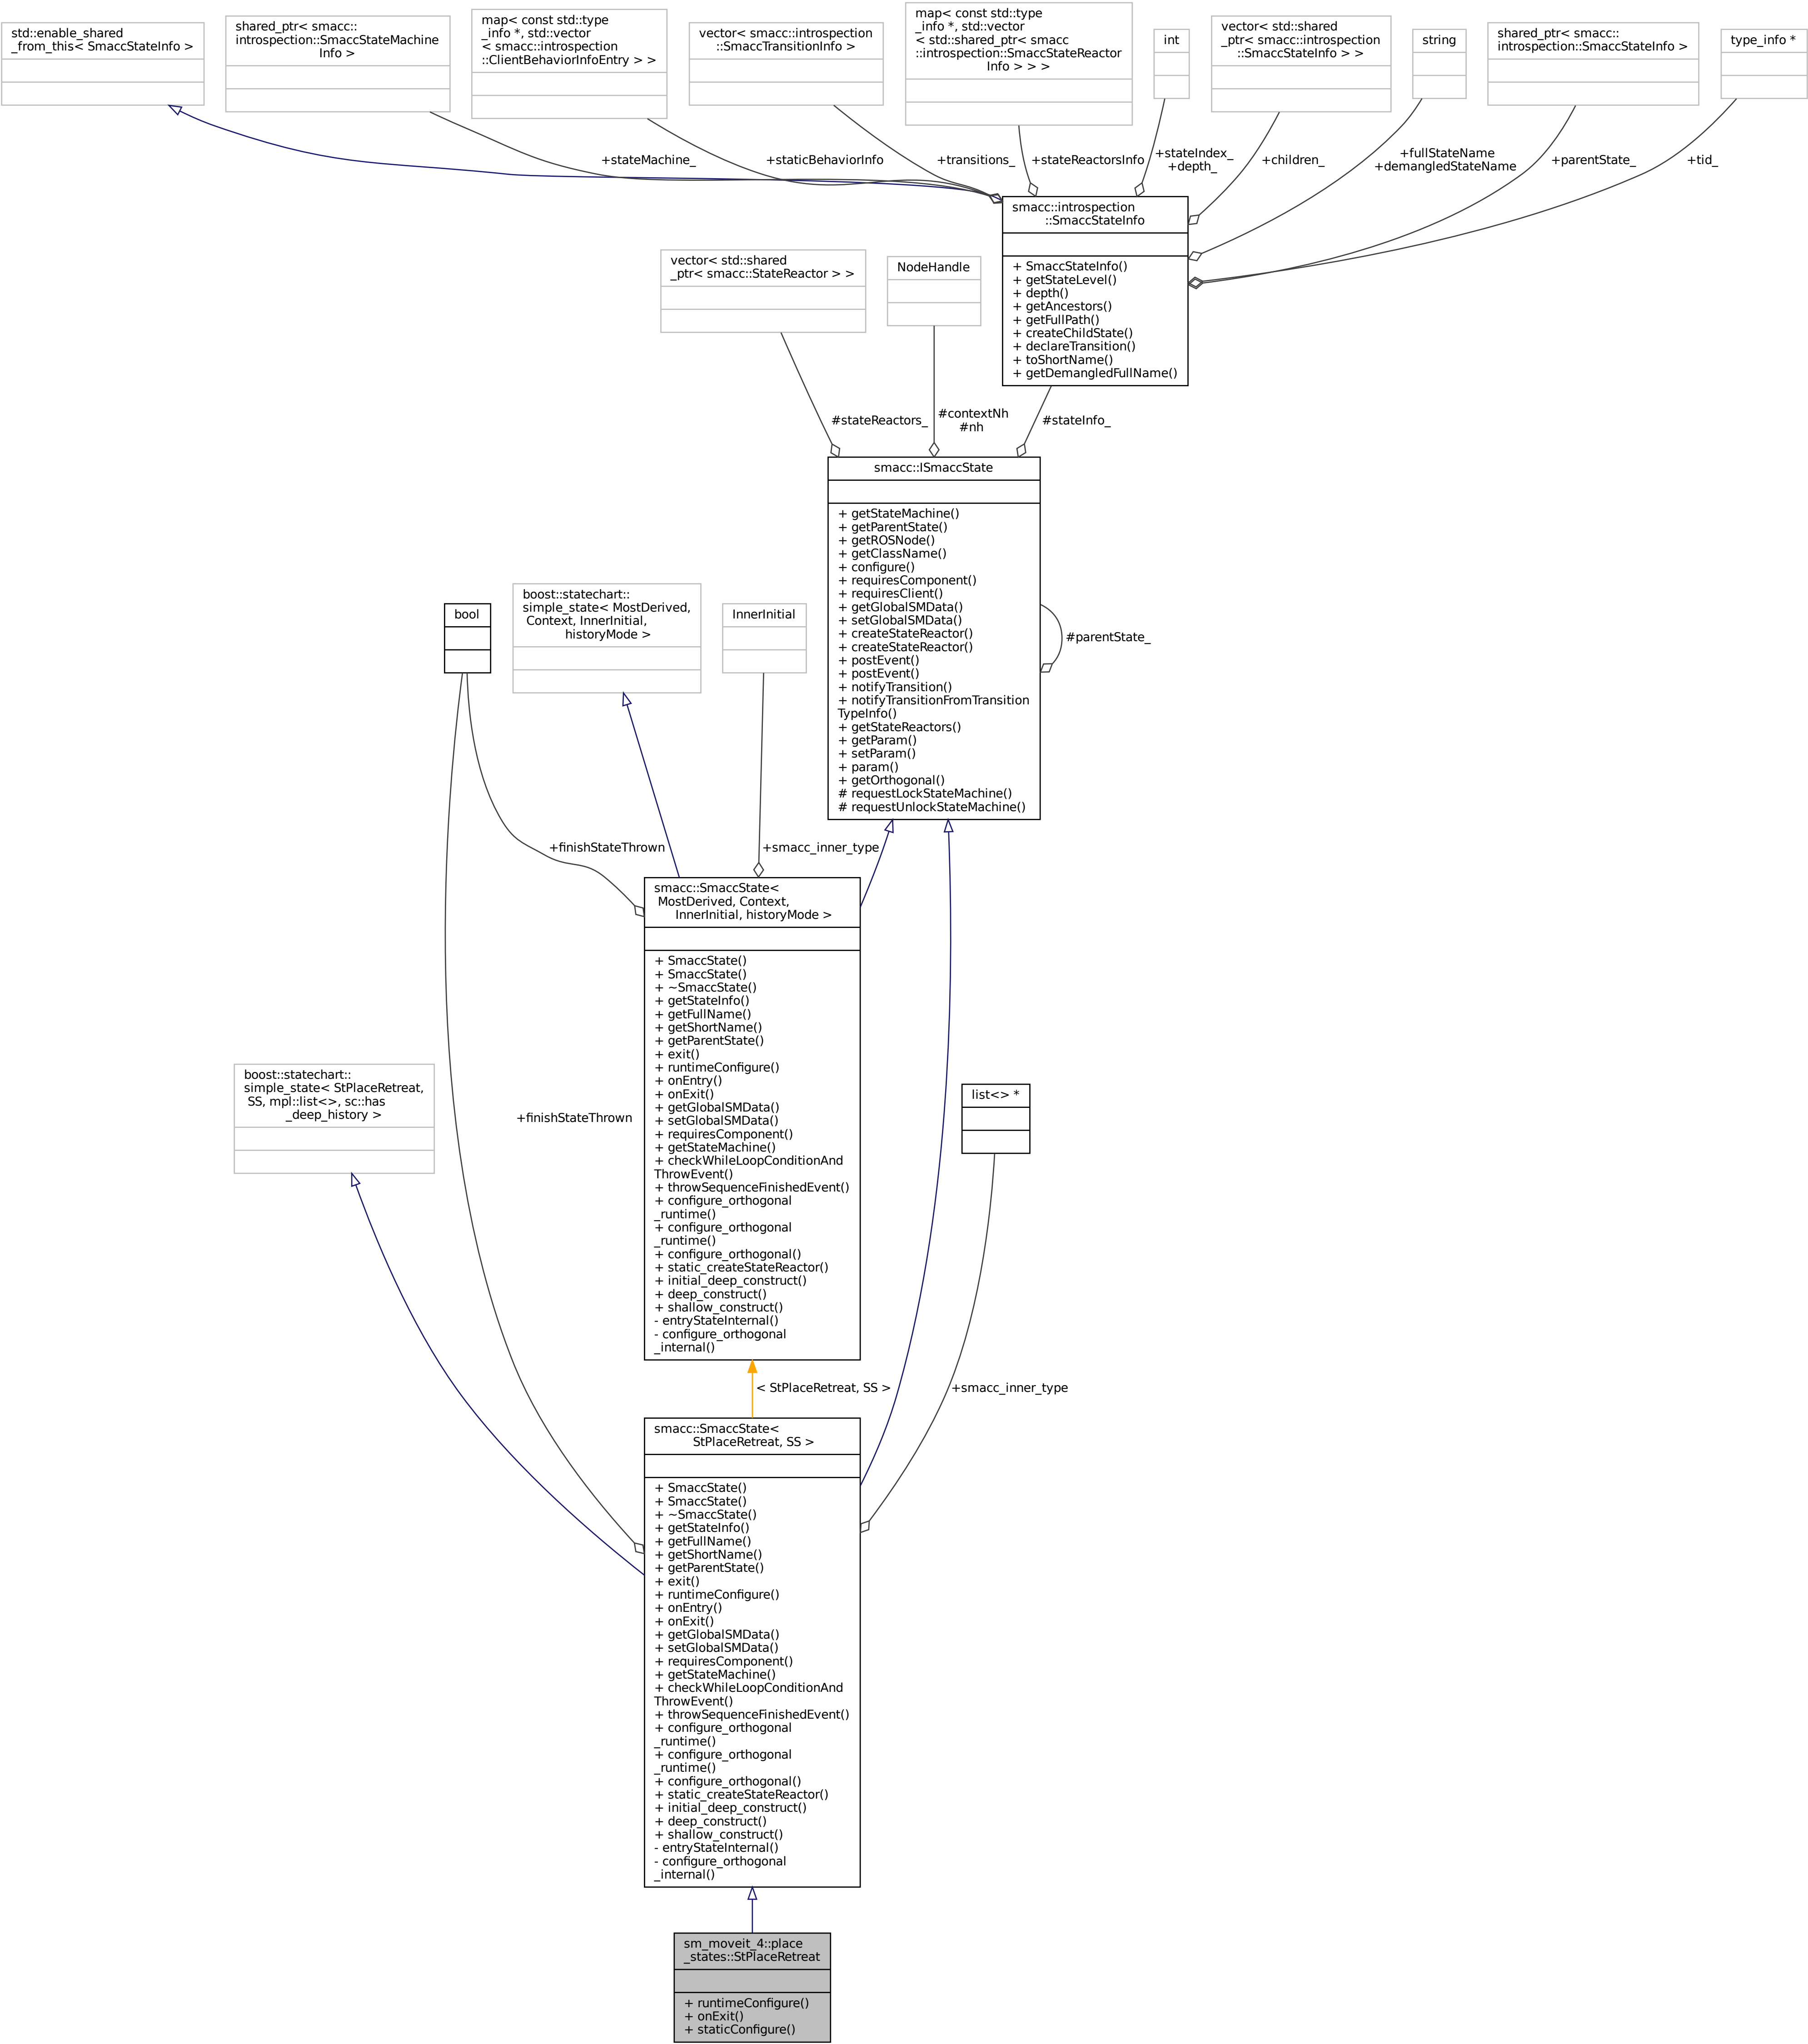 std::enable_shared
_from_this< SmaccStateInfo >
shared_ptr< smacc::
introspection::SmaccStateMachine
Info >
map< const std::type
_info *, std::vector
< smacc::introspection
::ClientBehaviorInfoEntry > >
vector< smacc::introspection
::SmaccTransitionInfo >
map< const std::type
_info *, std::vector
< std::shared_ptr< smacc
::introspection::SmaccStateReactor
Info > > >
int
vector< std::shared
_ptr< smacc::introspection
::SmaccStateInfo > >
string
shared_ptr< smacc::
introspection::SmaccStateInfo >
type_info *
+stateMachine_
+staticBehaviorInfo
+transitions_
+stateReactorsInfo
+stateIndex_
+depth_
+children_
+fullStateName
+demangledStateName
+parentState_
+tid_
smacc::introspection
::SmaccStateInfo
+ SmaccStateInfo()
+ getStateLevel()
+ depth()
+ getAncestors()
+ getFullPath()
+ createChildState()
+ declareTransition()
+ toShortName()
+ getDemangledFullName()
vector< std::shared
_ptr< smacc::StateReactor > >
NodeHandle
#stateReactors_
#contextNh
#nh
#stateInfo_
smacc::ISmaccState
+ getStateMachine()
+ getParentState()
+ getROSNode()
+ getClassName()
+ configure()
+ requiresComponent()
+ requiresClient()
+ getGlobalSMData()
+ setGlobalSMData()
+ createStateReactor()
+ createStateReactor()
+ postEvent()
+ postEvent()
+ notifyTransition()
+ notifyTransitionFromTransition
TypeInfo()
+ getStateReactors()
+ getParam()
+ setParam()
+ param()
+ getOrthogonal()
# requestLockStateMachine()
# requestUnlockStateMachine()
#parentState_
bool
boost::statechart::
simple_state< MostDerived,
Context, InnerInitial,
historyMode >
InnerInitial
+finishStateThrown
+smacc_inner_type
smacc::SmaccState<
MostDerived, Context,
InnerInitial, historyMode >
+ SmaccState()
+ SmaccState()
+ ~SmaccState()
+ getStateInfo()
+ getFullName()
+ getShortName()
+ getParentState()
+ exit()
+ runtimeConfigure()
+ onEntry()
+ onExit()
+ getGlobalSMData()
+ setGlobalSMData()
+ requiresComponent()
+ getStateMachine()
+ checkWhileLoopConditionAnd
ThrowEvent()
+ throwSequenceFinishedEvent()
+ configure_orthogonal
_runtime()
+ configure_orthogonal
_runtime()
+ configure_orthogonal()
+ static_createStateReactor()
+ initial_deep_construct()
+ deep_construct()
+ shallow_construct()
- entryStateInternal()
- configure_orthogonal
_internal()
boost::statechart::
simple_state< StPlaceRetreat,
SS, mpl::list<>, sc::has
_deep_history >
+finishStateThrown
list<> *
< StPlaceRetreat, SS >
+smacc_inner_type
smacc::SmaccState<
StPlaceRetreat, SS >
+ SmaccState()
+ SmaccState()
+ ~SmaccState()
+ getStateInfo()
+ getFullName()
+ getShortName()
+ getParentState()
+ exit()
+ runtimeConfigure()
+ onEntry()
+ onExit()
+ getGlobalSMData()
+ setGlobalSMData()
+ requiresComponent()
+ getStateMachine()
+ checkWhileLoopConditionAnd
ThrowEvent()
+ throwSequenceFinishedEvent()
+ configure_orthogonal
_runtime()
+ configure_orthogonal
_runtime()
+ configure_orthogonal()
+ static_createStateReactor()
+ initial_deep_construct()
+ deep_construct()
+ shallow_construct()
- entryStateInternal()
- configure_orthogonal
_internal()
sm_moveit_4::place
_states::StPlaceRetreat
+ runtimeConfigure()
+ onExit()
+ staticConfigure()